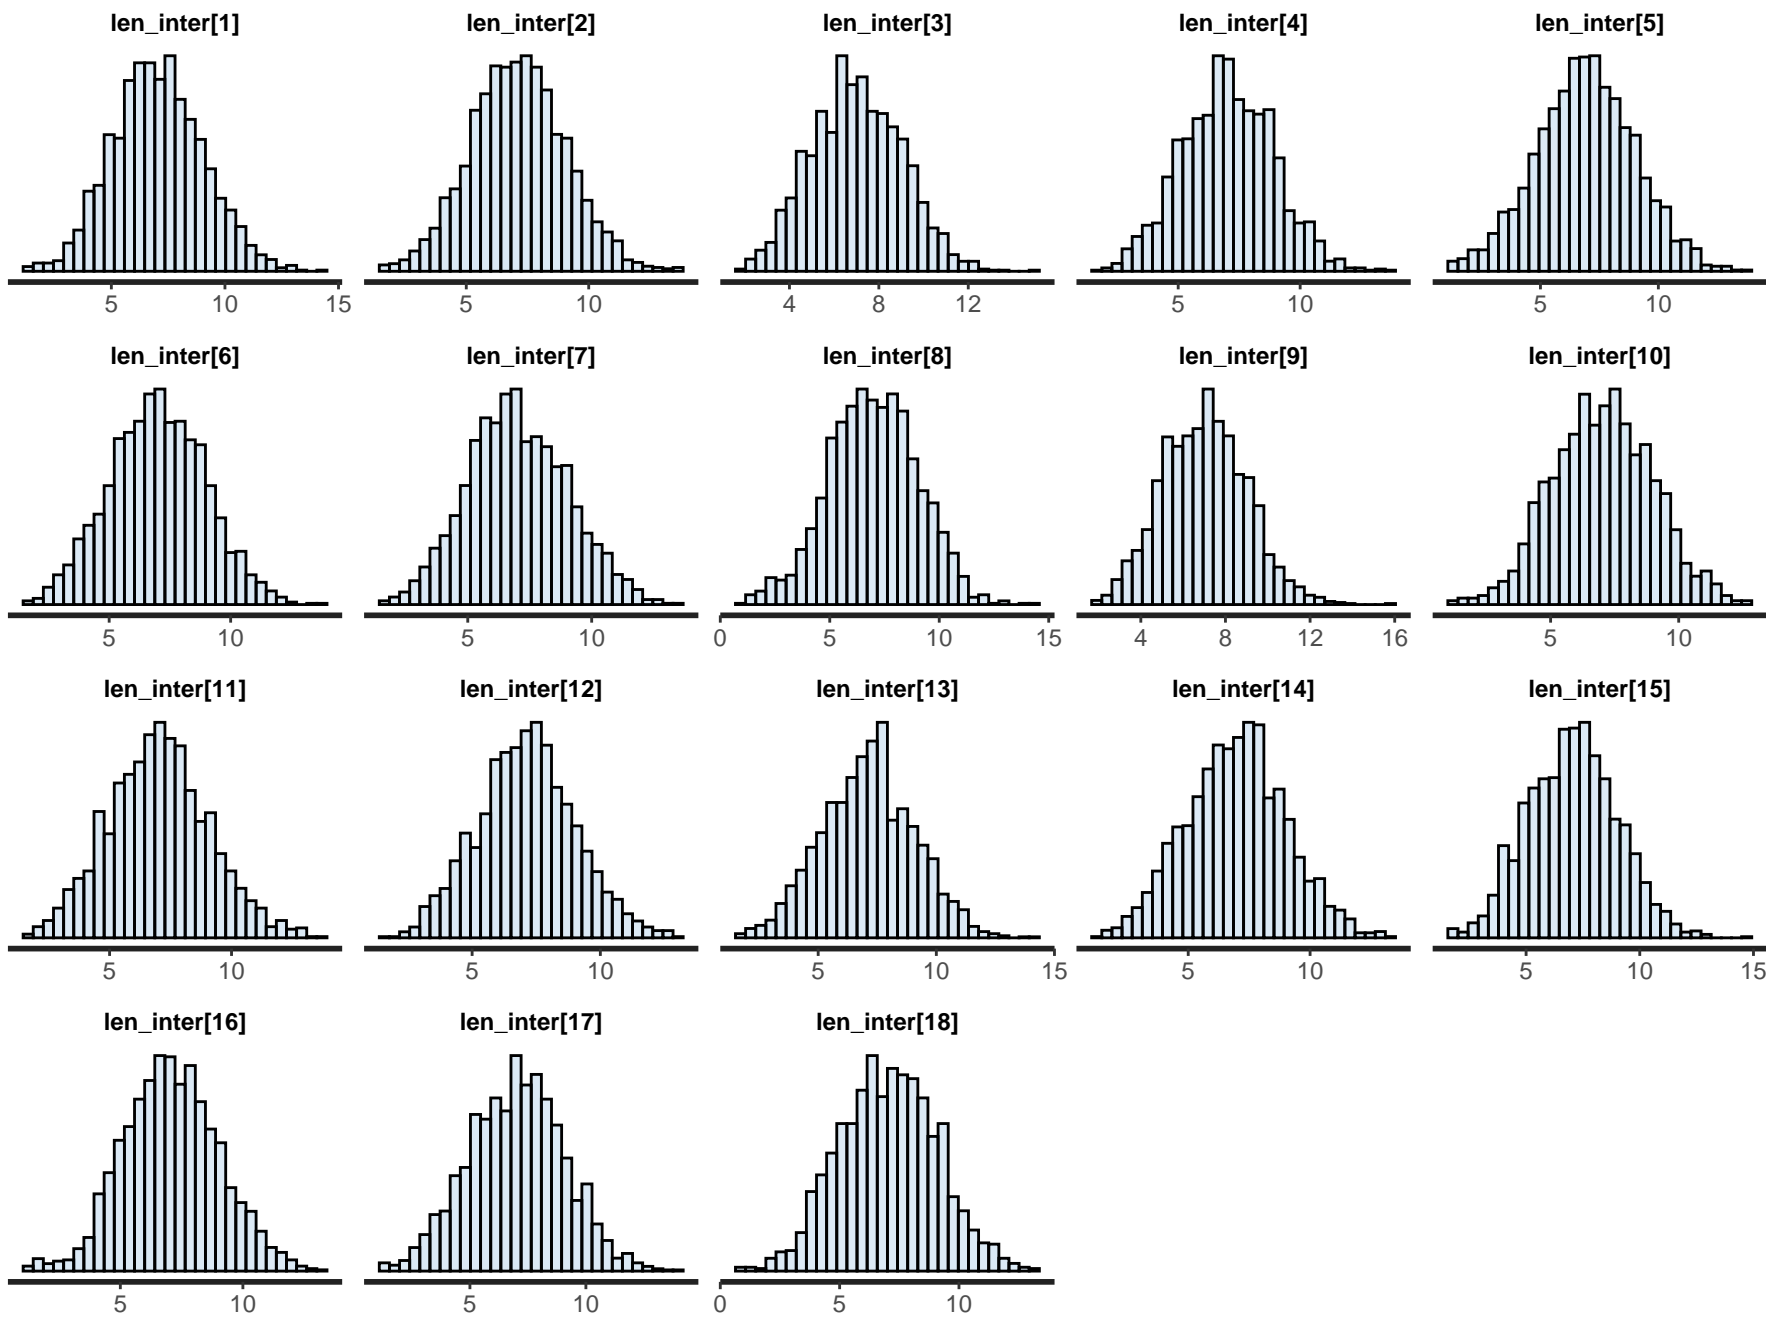 len_inter[1] len_inter[2] len_inter[3] len_inter[4] len_inter[5]
5 10 15 5 10 4 8 12 5 10 5 10
len_inter[6] len_inter[7] len_inter[8] len_inter[9] len_inter[10]
5 10 5 10 0 5 10 15 4 8 12 16 5 10
len_inter[11] len_inter[12] len_inter[13] len_inter[14] len_inter[15]
5 10 5 10 5 10 15 5 10 5 10 15
len_inter[16] len_inter[17] len_inter[18]
5 10 5 10 0 5 10